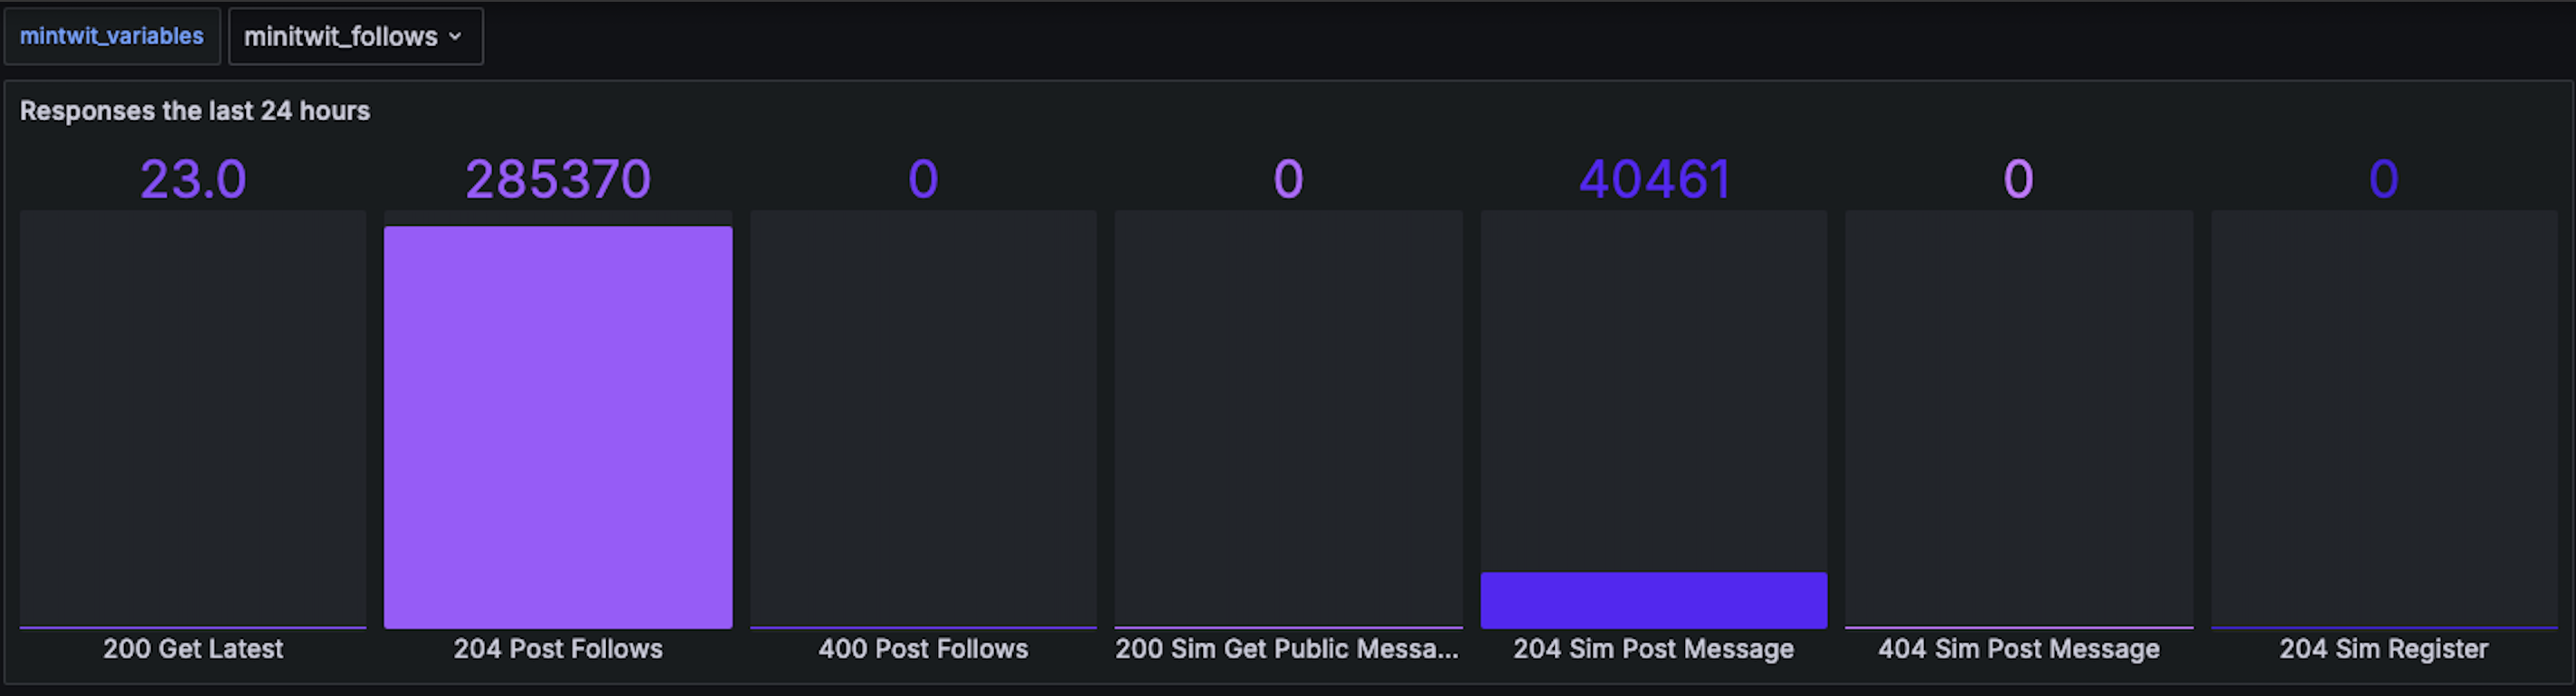 mintwit_variables minitwit_follows
Responses the last 24 hours
23.0 285370 0 0 40461 0 0
200 Get Latest 204 Post Follows 400 Post Follows 200 Sim Get Public Messa... 204 Sim Post Message 404 Sim Post Message 204 Sim Register